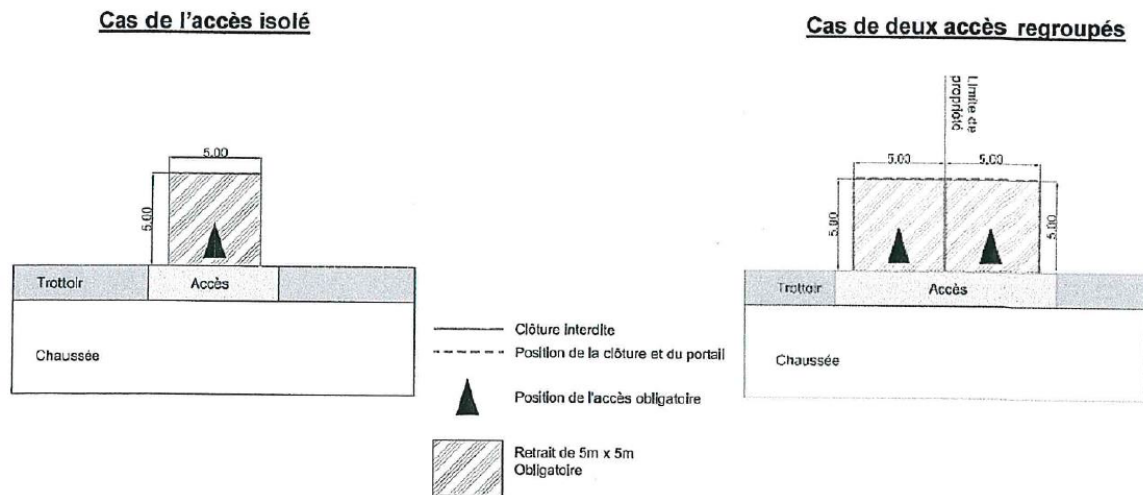 Cas de l'accès isolé
5.00
5.00
Trottoir
Accès
Chaussée
Cas de deux accès regroupés
Limite de
propriété
5.00
5.00
5.00
5.00
Trottoir
Accès
Chaussée
Clôture interdite
Position de la clôture et du portail
Position de l'accès obligatoire
Retrait de 5m x 5m
Obligatoire